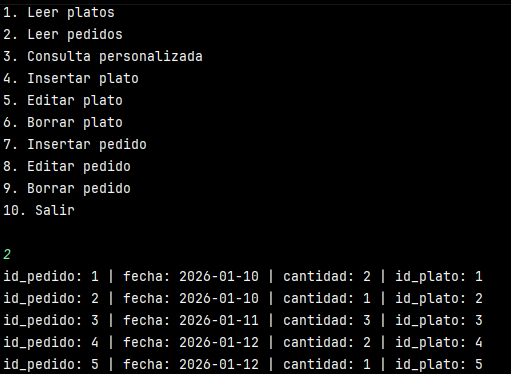 1. Leer platos
2. Leer pedidos
3. Consulta personalizada
4. Insertar plato
5. Editar plato
6. Borrar plato
7. Insertar pedido
8. Editar pedido
9. Borrar pedido
10. Salir
2
id_pedido: 1 | fecha: 2026-01-10 | cantidad: 2 | id_plato: 1
id_pedido: 2 | fecha: 2026-01-10 | cantidad: 1 | id_plato: 2
id_pedido: 3 | fecha: 2026-01-11 | cantidad: 3 | id_plato: 3
id_pedido: 4 | fecha: 2026-01-12 | cantidad: 2 | id_plato: 4
id_pedido: 5 | fecha: 2026-01-12 | cantidad: 1 | id_plato: 5